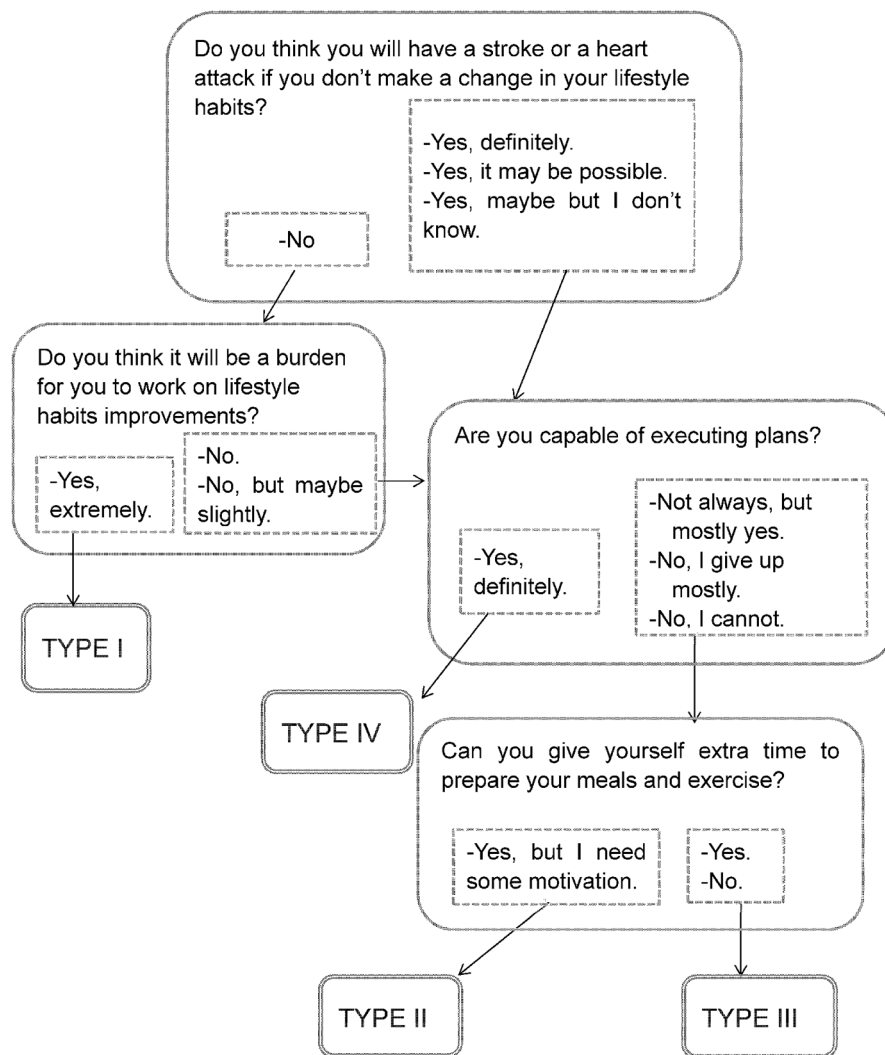 Do you think you will have a stroke or a heart
attack if you don't make a change in your lifestyle
habits?
-Yes, definitely.
-Yes, it may be possible.
-Yes, maybe but I don't
know.
-No
Do you think it will be a burden
for you to work on lifestyle
habits improvements?
-Yes,
extremely.
-No.
-No, but maybe
slightly.
Are you capable of executing plans?
-Yes,
definitely.
-Not always, but
mostly yes.
-No, I give up
mostly.
-No, I cannot.
TYPE I
TYPE IV
Can you give yourself extra time to
prepare your meals and exercise?
-Yes, but I need
some motivation.
-Yes.
-No.
TYPE II
TYPE III